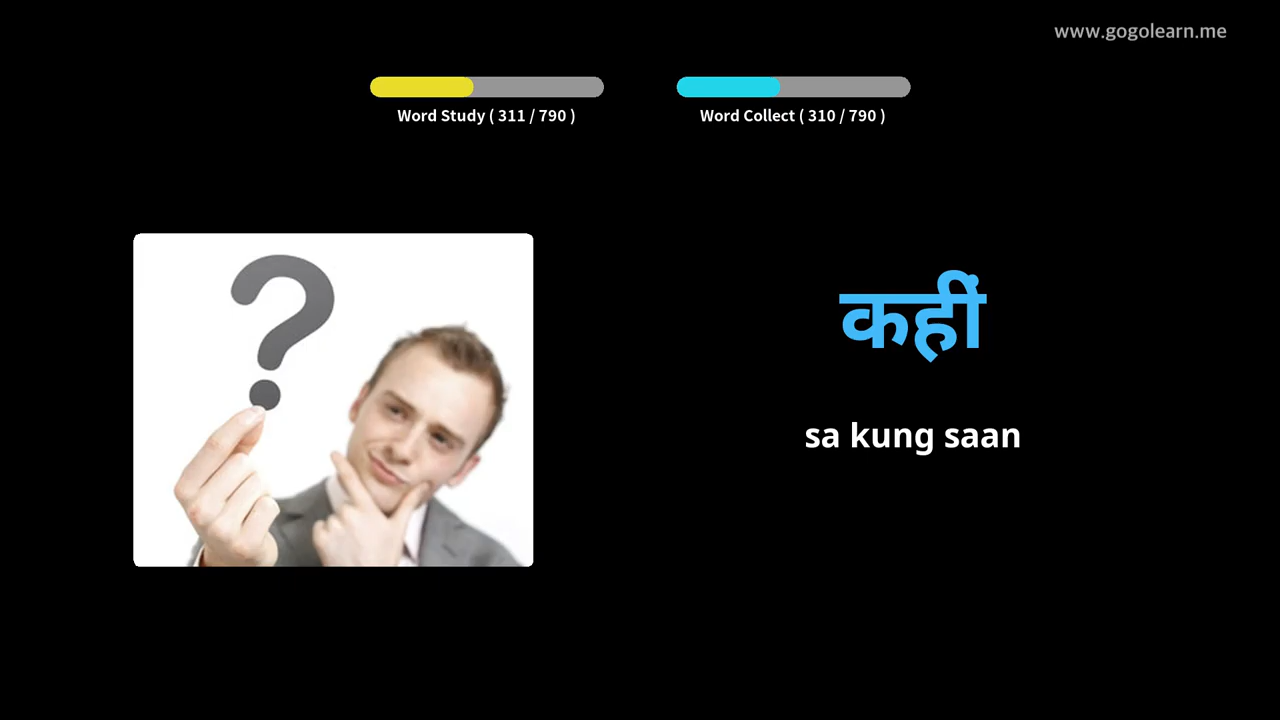 www.gogolearn.me
Word Study ( 311 / 790 )
Word Collect ( 310 / 790 )
कहीं
sa kung saan